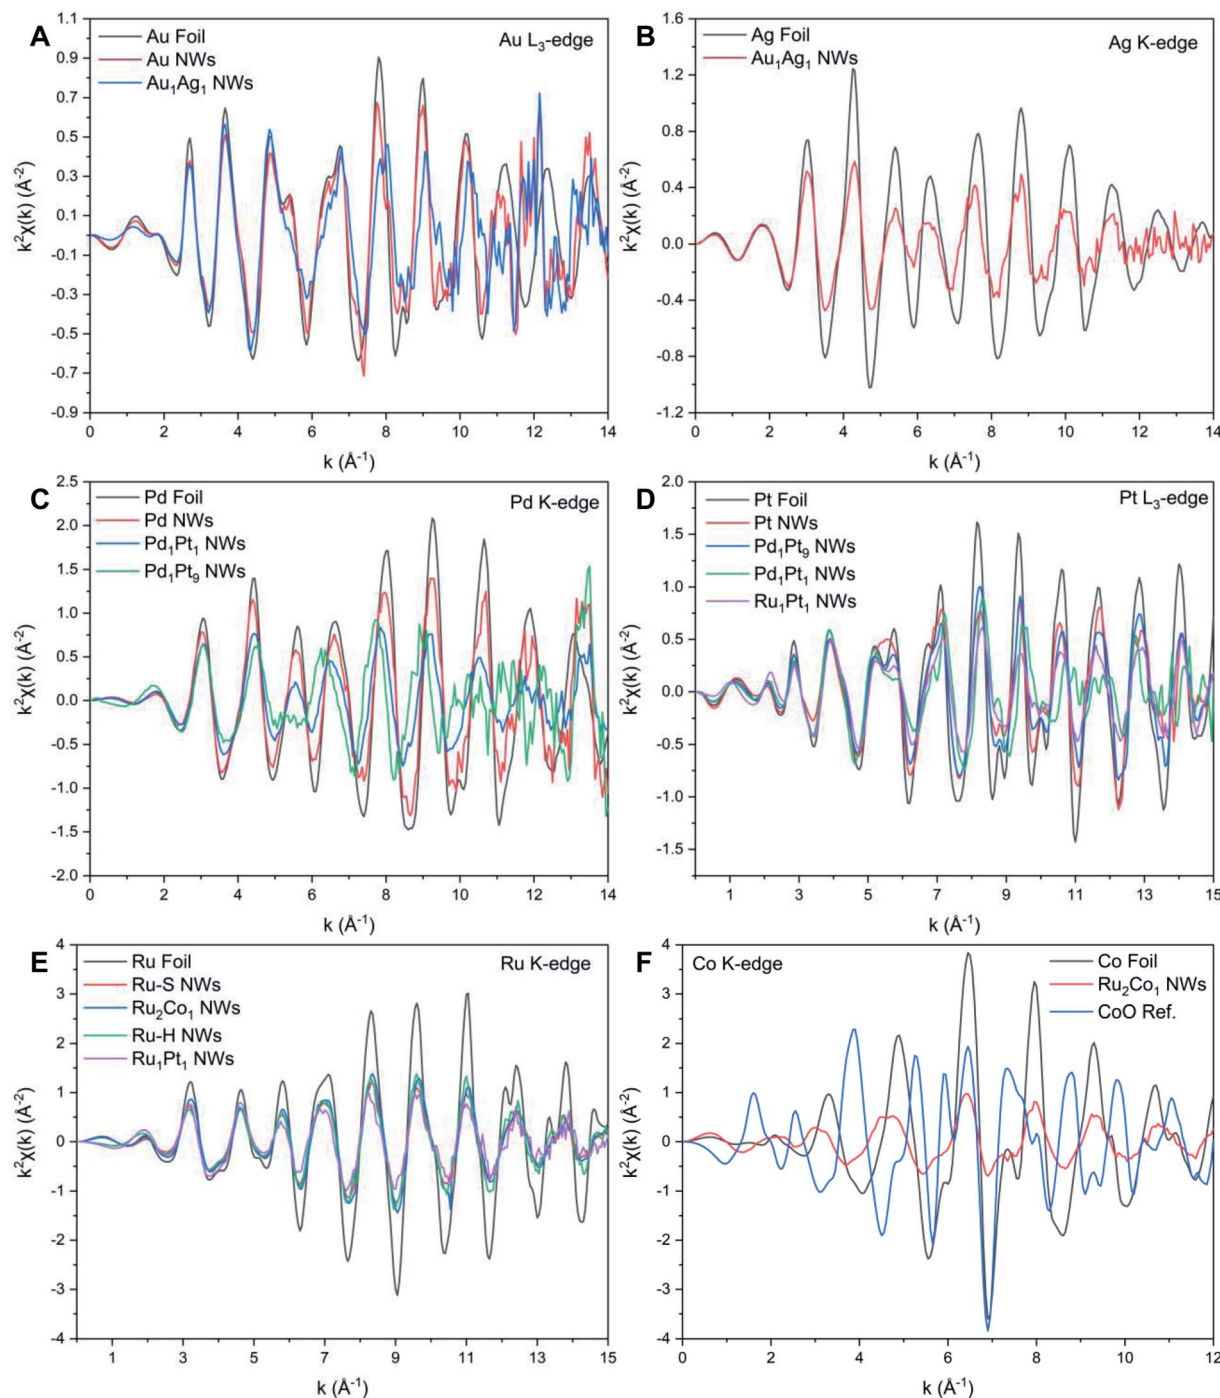 A
Au L₃-edge
Au Foil
Au NWs
Au₁Ag₁ NWs
k²χ(k) (Å⁻²)
1.1
0.9
0.7
0.5
0.3
0.1
-0.1
-0.3
-0.5
-0.7
-0.9
0 2 4 6 8 10 12 14
k (Å⁻¹)
B
Ag K-edge
Ag Foil
Au₁Ag₁ NWs
k²χ(k) (Å⁻²)
1.6
1.2
0.8
0.4
0.0
-0.4
-0.8
-1.2
0 2 4 6 8 10 12 14
k (Å⁻¹)
C
Pd K-edge
Pd Foil
Pd NWs
Pd₁Pt₁ NWs
Pd₁Pt₉ NWs
k²χ(k) (Å⁻²)
2.5
2.0
1.5
1.0
0.5
0.0
-0.5
-1.0
-1.5
-2.0
0 2 4 6 8 10 12 14
k (Å⁻¹)
D
Pt L₃-edge
Pt Foil
Pt NWs
Pd₁Pt₉ NWs
Pd₁Pt₁ NWs
Ru₁Pt₁ NWs
k²χ(k) (Å⁻²)
2.0
1.5
1.0
0.5
0.0
-0.5
-1.0
-1.5
1 3 5 7 9 11 13 15
k (Å⁻¹)
E
Ru K-edge
Ru Foil
Ru-S NWs
Ru₂Co₁ NWs
Ru-H NWs
Ru₁Pt₁ NWs
k²χ(k) (Å⁻²)
4
3
2
1
0
-1
-2
-3
-4
1 3 5 7 9 11 13 15
k (Å⁻¹)
F
Co K-edge
Co Foil
Ru₂Co₁ NWs
CoO Ref.
k²χ(k) (Å⁻²)
4
3
2
1
0
-1
-2
-3
-4
0 2 4 6 8 10 12
k (Å⁻¹)